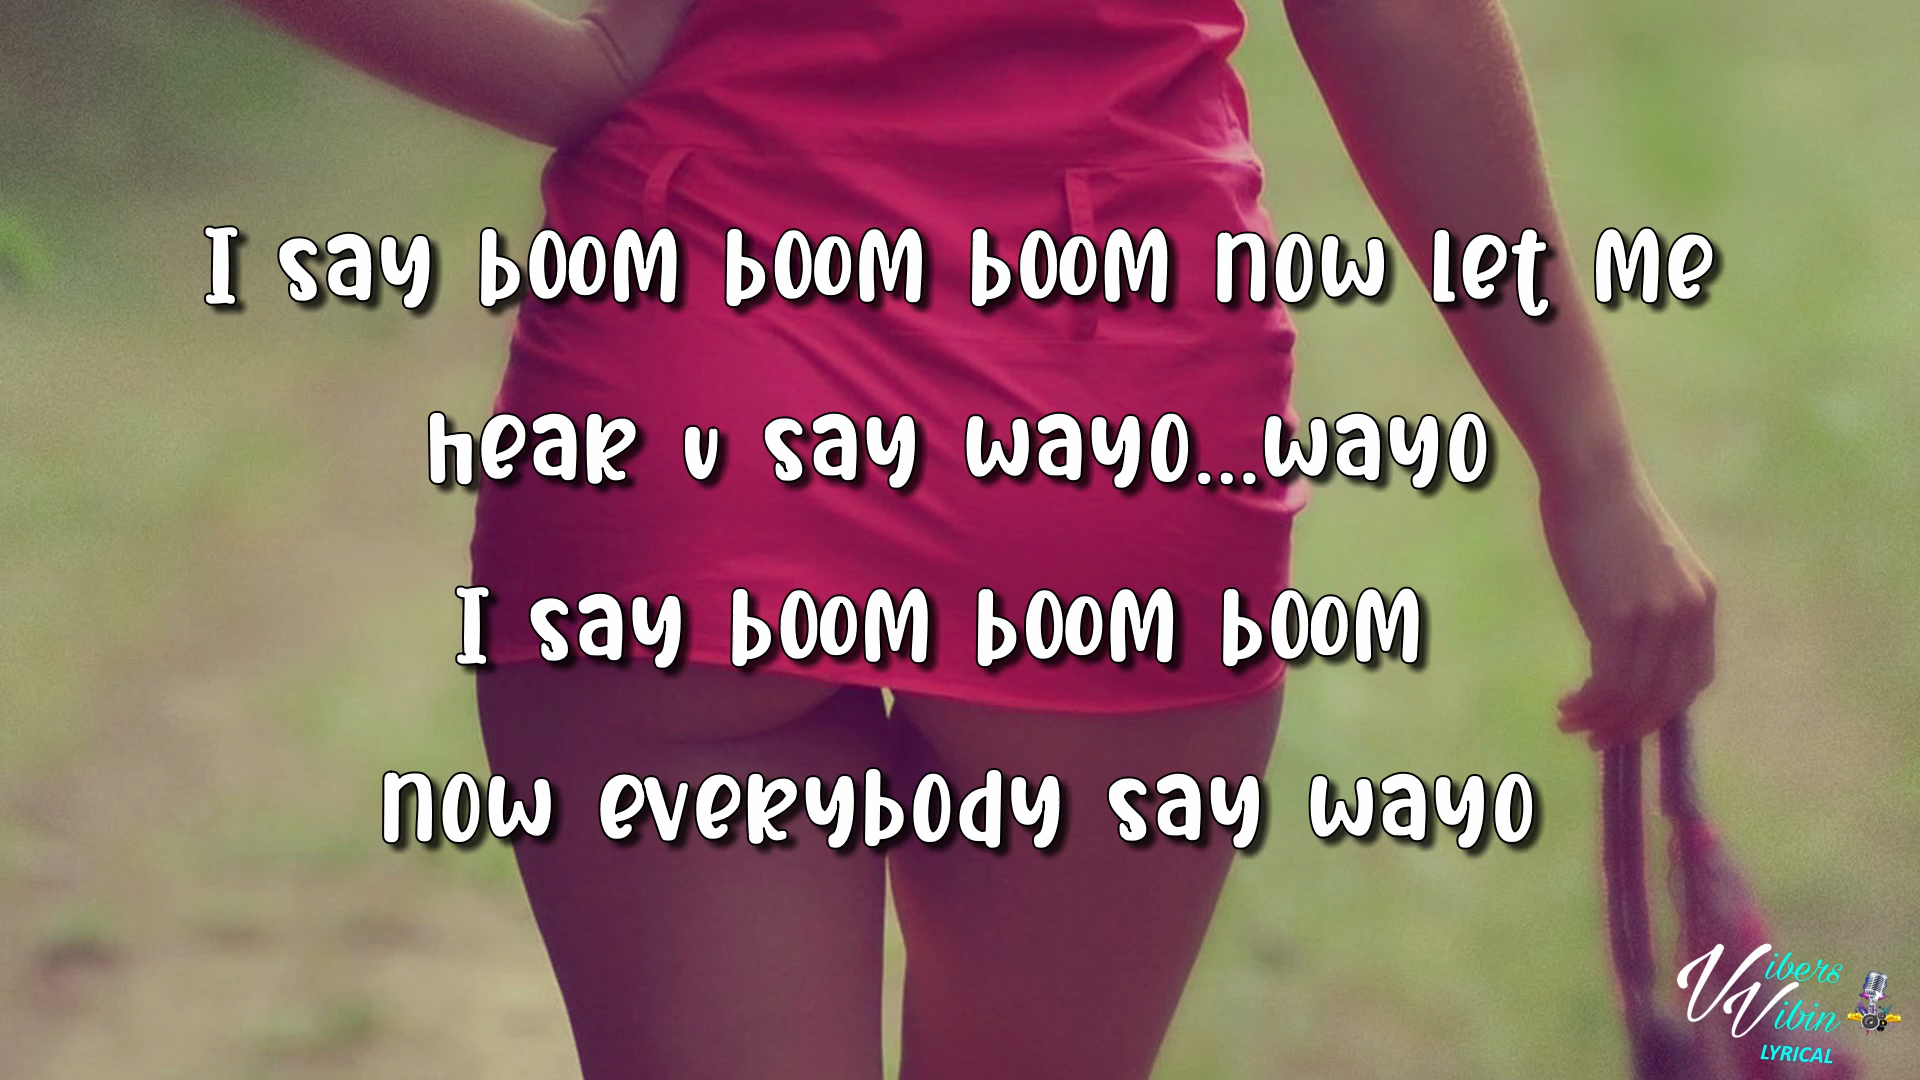 I say boom boom boom now let me
hear u say wayo...wayo
I say boom boom boom
now everybody say wayo
Vibers
Vibin
LYRICAL